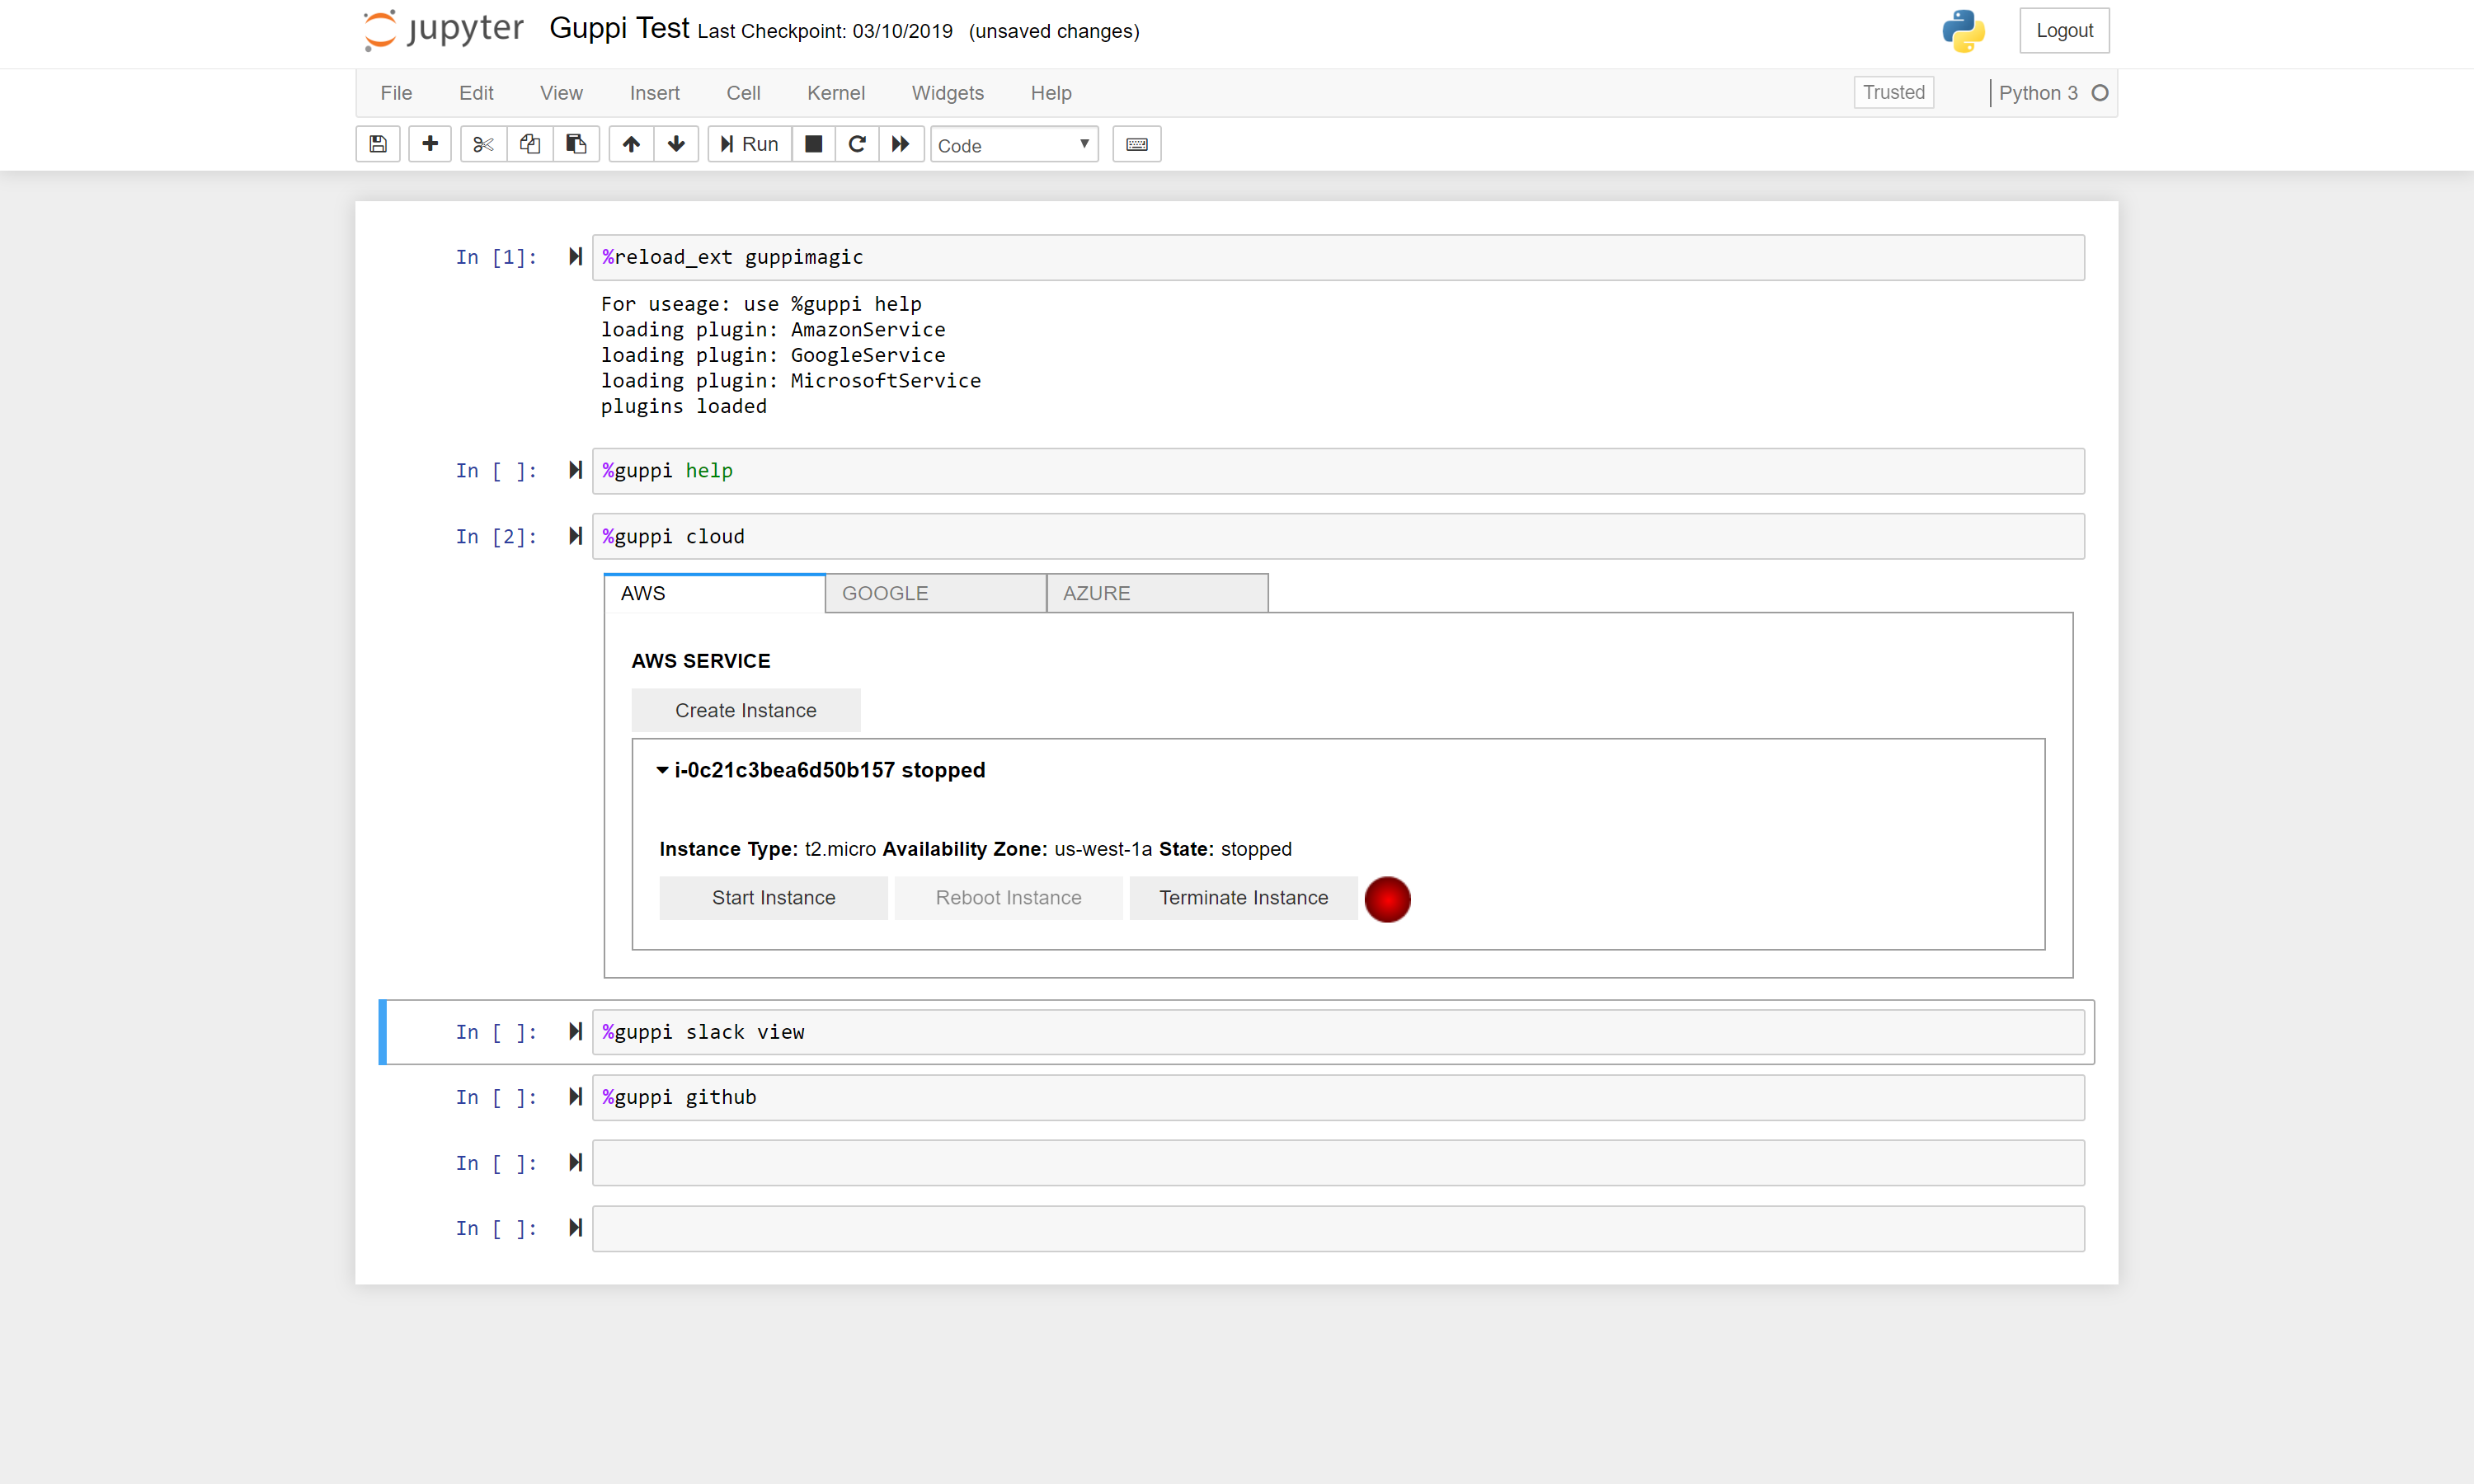 jupyter Guppi Test Last Checkpoint: 03/10/2019 (unsaved changes) Logout
File Edit View Insert Cell Kernel Widgets Help Trusted Python 3
Run Code
In [1]: %reload_ext guppimagic
For useage: use %guppi help
loading plugin: AmazonService
loading plugin: GoogleService
loading plugin: MicrosoftService
plugins loaded
In [ ]: %guppi help
In [2]: %guppi cloud
AWS GOOGLE AZURE
AWS SERVICE
Create Instance
i-0c21c3bea6d50b157 stopped
Instance Type: t2.micro Availability Zone: us-west-1a State: stopped
Start Instance Reboot Instance Terminate Instance
In [ ]: %guppi slack view
In [ ]: %guppi github
In [ ]:
In [ ]: